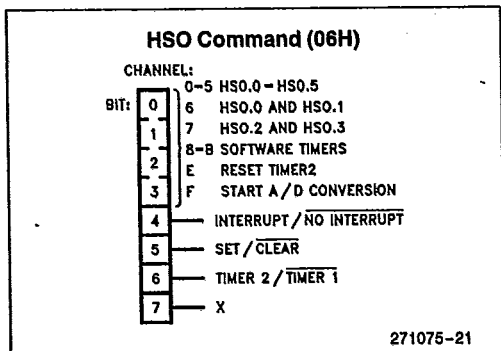 HSO Command (06H)
CHANNEL:
0-5 HSO.0-HSO.5
BIT: 0 6 HSO.0 AND HSO.1
1 7 HSO.2 AND HSO.3
8-B SOFTWARE TIMERS
2 E RESET TIMER2
3 F START A/D CONVERSION
4 INTERRUPT/NO INTERRUPT
5 SET/CLEAR
6 TIMER 2/TIMER 1
7 X
271075-21